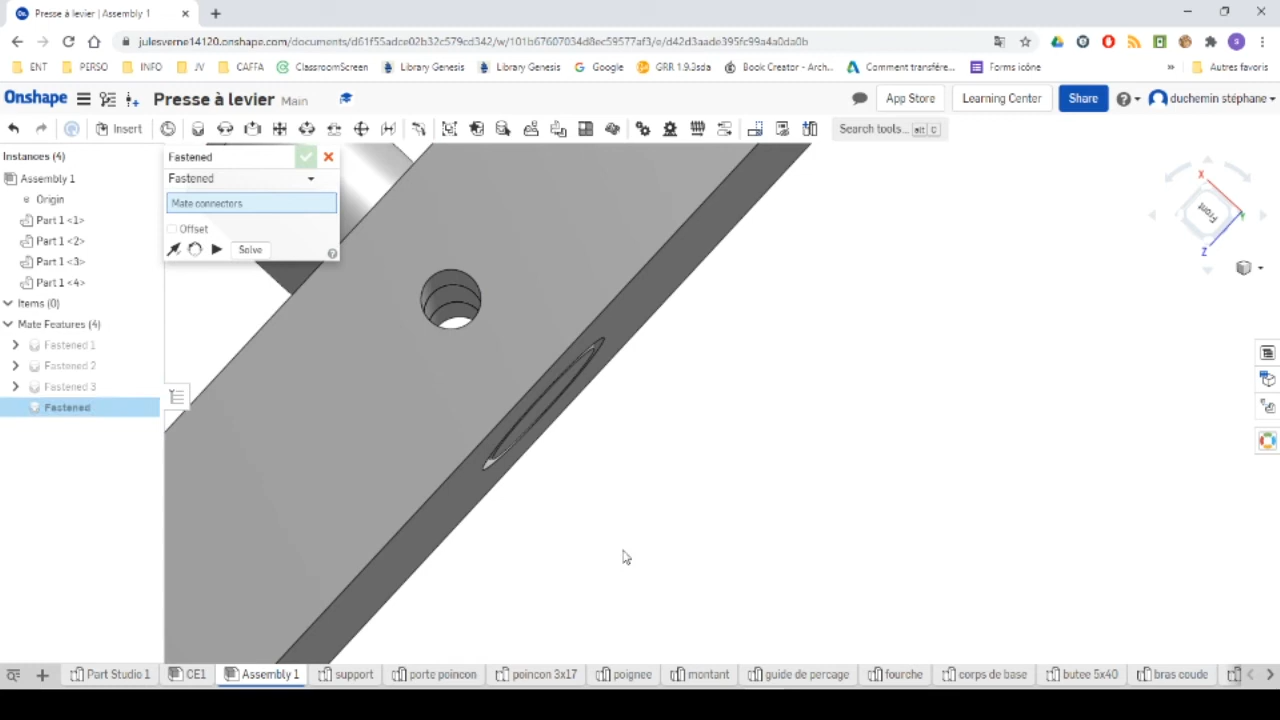 Presse à levier | Assembly 1
julesverne14120.onshape.com/documents/d61f55adce02b32c579cd342/w/101b67607034d8ec59577af3/e/d42d3aade395fc99a4a0da0b
ENT PERSO INFO JV CAFFA ClassroomScreen Library Genesis Library Genesis Google GRR 1.9.3sda Book Creator - Arch... Comment transfére... Forms icône » Autres favoris
Onshape Presse à levier Main App Store Learning Center Share duchemin stéphane
Insert Search tools... alt C
Instances (4)
Assembly 1
Origin
Part 1 <1>
Part 1 <2>
Part 1 <3>
Part 1 <4>
Items (0)
Mate Features (4)
Fastened 1
Fastened 2
Fastened 3
Fastened
Fastened
Fastened
Mate connectors
Offset
Solve
X
Front
Y
Z
Part Studio 1 CE1 Assembly 1 support porte poincon poincon 3x17 poignee montant guide de percage fourche corps de base butee 5x40 bras coude